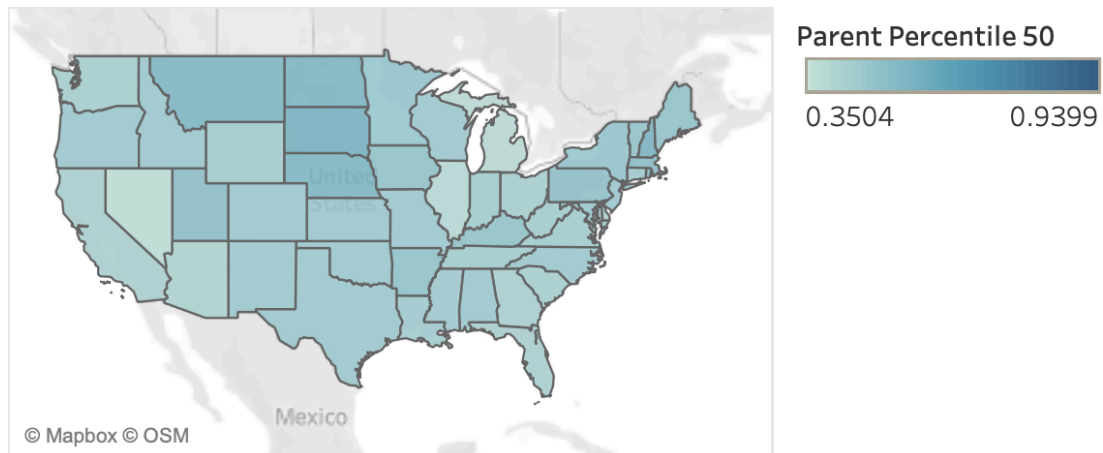 Parent Percentile 50
0.3504 0.9399
United
States
Mexico
© Mapbox © OSM